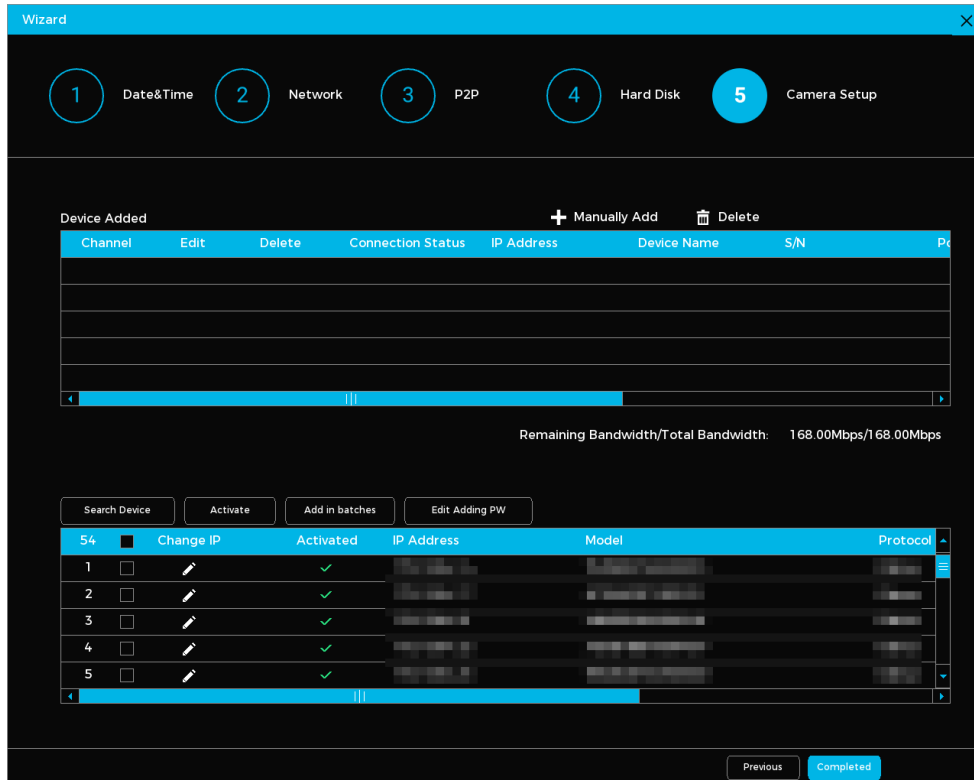 Wizard
1 Date&Time 2 Network 3 P2P 4 Hard Disk 5 Camera Setup
Device Added Manually Add Delete
Channel Edit Delete Connection Status IP Address Device Name S/N
Remaining Bandwidth/Total Bandwidth: 168.00Mbps/168.00Mbps
Search Device Activate Add in batches Edit Adding PW
54 Change IP Activated IP Address Model Protocol
1
2
3
4
5
Previous Completed